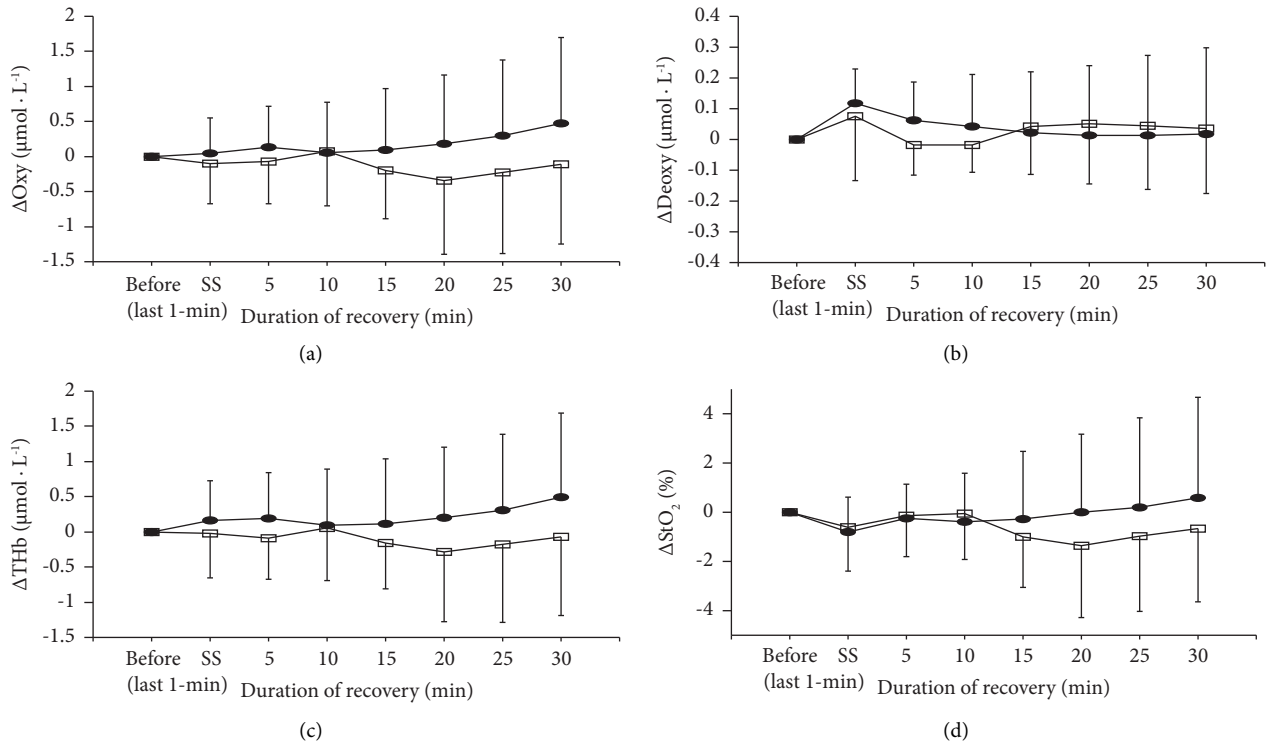 2
1.5
1
0.5
0
-0.5
-1
-1.5
ΔOxy (µmol · L⁻¹)
Before SS 5 10 15 20 25 30
(last 1-min) Duration of recovery (min)
(a)
0.4
0.3
0.2
0.1
0
0.1
0.2
0.3
0.4
ΔDeoxy (µmol · L⁻¹)
Before SS 5 10 15 20 25 30
(last 1-min) Duration of recovery (min)
(b)
2
1.5
1
0.5
0
-0.5
-1
-1.5
ΔTHb (µmol · L⁻¹)
Before SS 5 10 15 20 25 30
(last 1-min) Duration of recovery (min)
(c)
4
2
0
-2
-4
ΔStO₂ (%)
Before SS 5 10 15 20 25 30
(last 1-min) Duration of recovery (min)
(d)